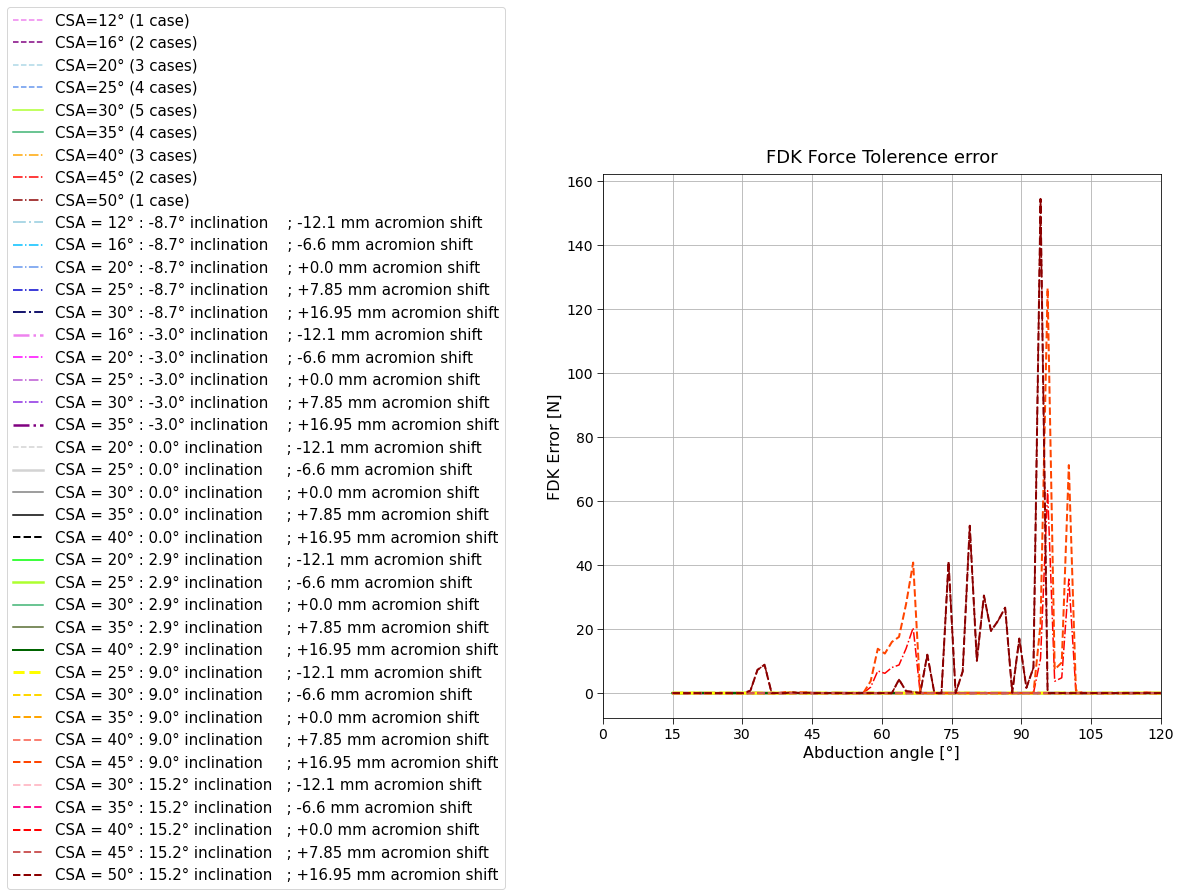 CSA=12° (1 case)
CSA=16° (2 cases)
CSA=20° (3 cases)
CSA=25° (4 cases)
CSA=30° (5 cases)
CSA=35° (4 cases)
CSA=40° (3 cases)
CSA=45° (2 cases)
CSA=50° (1 case)
CSA = 12° : -8.7° inclination ; -12.1 mm acromion shift
CSA = 16° : -8.7° inclination ; -6.6 mm acromion shift
CSA = 20° : -8.7° inclination ; +0.0 mm acromion shift
CSA = 25° : -8.7° inclination ; +7.85 mm acromion shift
CSA = 30° : -8.7° inclination ; +16.95 mm acromion shift
CSA = 16° : -3.0° inclination ; -12.1 mm acromion shift
CSA = 20° : -3.0° inclination ; -6.6 mm acromion shift
CSA = 25° : -3.0° inclination ; +0.0 mm acromion shift
CSA = 30° : -3.0° inclination ; +7.85 mm acromion shift
CSA = 35° : -3.0° inclination ; +16.95 mm acromion shift
CSA = 20° : 0.0° inclination ; -12.1 mm acromion shift
CSA = 25° : 0.0° inclination ; -6.6 mm acromion shift
CSA = 30° : 0.0° inclination ; +0.0 mm acromion shift
CSA = 35° : 0.0° inclination ; +7.85 mm acromion shift
CSA = 40° : 0.0° inclination ; +16.95 mm acromion shift
CSA = 20° : 2.9° inclination ; -12.1 mm acromion shift
CSA = 25° : 2.9° inclination ; -6.6 mm acromion shift
CSA = 30° : 2.9° inclination ; +0.0 mm acromion shift
CSA = 35° : 2.9° inclination ; +7.85 mm acromion shift
CSA = 40° : 2.9° inclination ; +16.95 mm acromion shift
CSA = 25° : 9.0° inclination ; -12.1 mm acromion shift
CSA = 30° : 9.0° inclination ; -6.6 mm acromion shift
CSA = 35° : 9.0° inclination ; +0.0 mm acromion shift
CSA = 40° : 9.0° inclination ; +7.85 mm acromion shift
CSA = 45° : 9.0° inclination ; +16.95 mm acromion shift
CSA = 30° : 15.2° inclination ; -12.1 mm acromion shift
CSA = 35° : 15.2° inclination ; -6.6 mm acromion shift
CSA = 40° : 15.2° inclination ; +0.0 mm acromion shift
CSA = 45° : 15.2° inclination ; +7.85 mm acromion shift
CSA = 50° : 15.2° inclination ; +16.95 mm acromion shift
FDK Force Tolerence error
FDK Error [N]
160
140
120
100
80
60
40
20
0
0 15 30 45 60 75 90 105 120
Abduction angle [°]